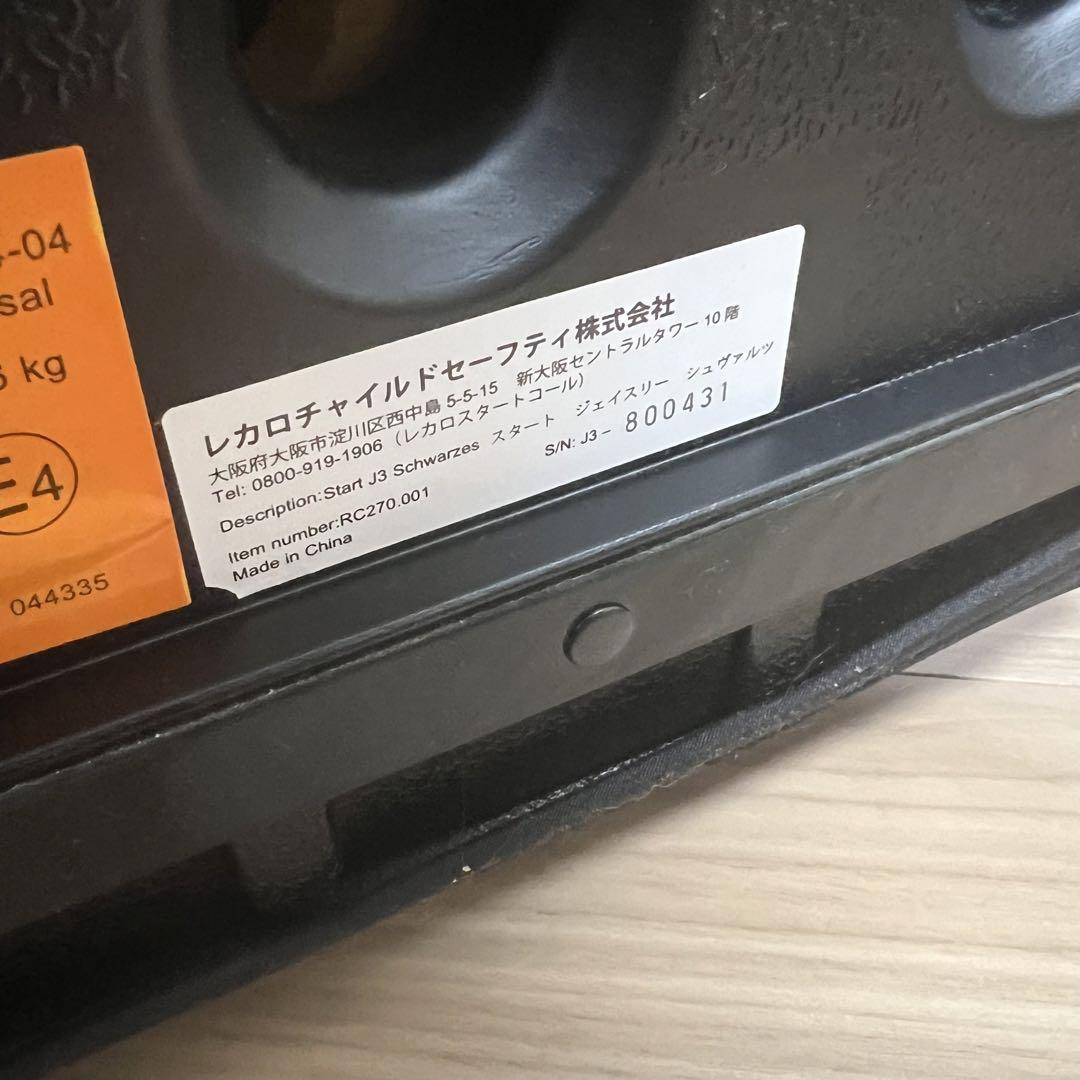 4-04
sal
6 kg
E4
044335
レカロチャイルドセーフティ株式会社
大阪府大阪市淀川区西中島 5-5-15 新大阪セントラルタワー 10 階
Tel: 0800-919-1906（レカロスタートコール）
Description:Start J3 Schwarzes スタート ジェイスリー シュヴァルツ
S/N: J3- 800431
Item number:RC270.001
Made in China